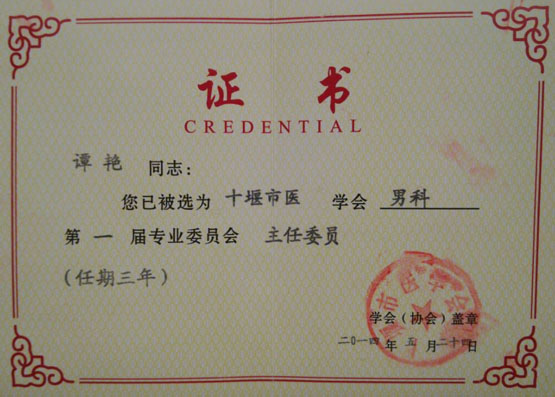 证书
CREDENTIAL
谭艳 同志：
您已被选为 十堰市医 学会 男科
第 一 届专业委员会 主任委员
（任期三年）
学会（协会）盖章
二〇一四 年 五 月 二十四 日